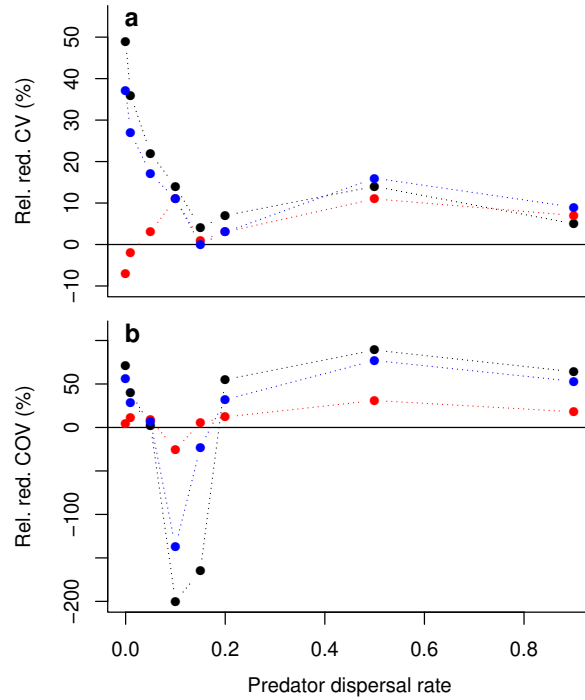 a
Rel. red. CV (%)
50
40
30
20
10
0
−10
b
Rel. red. COV (%)
50
0
−100
−200
0.0 0.2 0.4 0.6 0.8
Predator dispersal rate